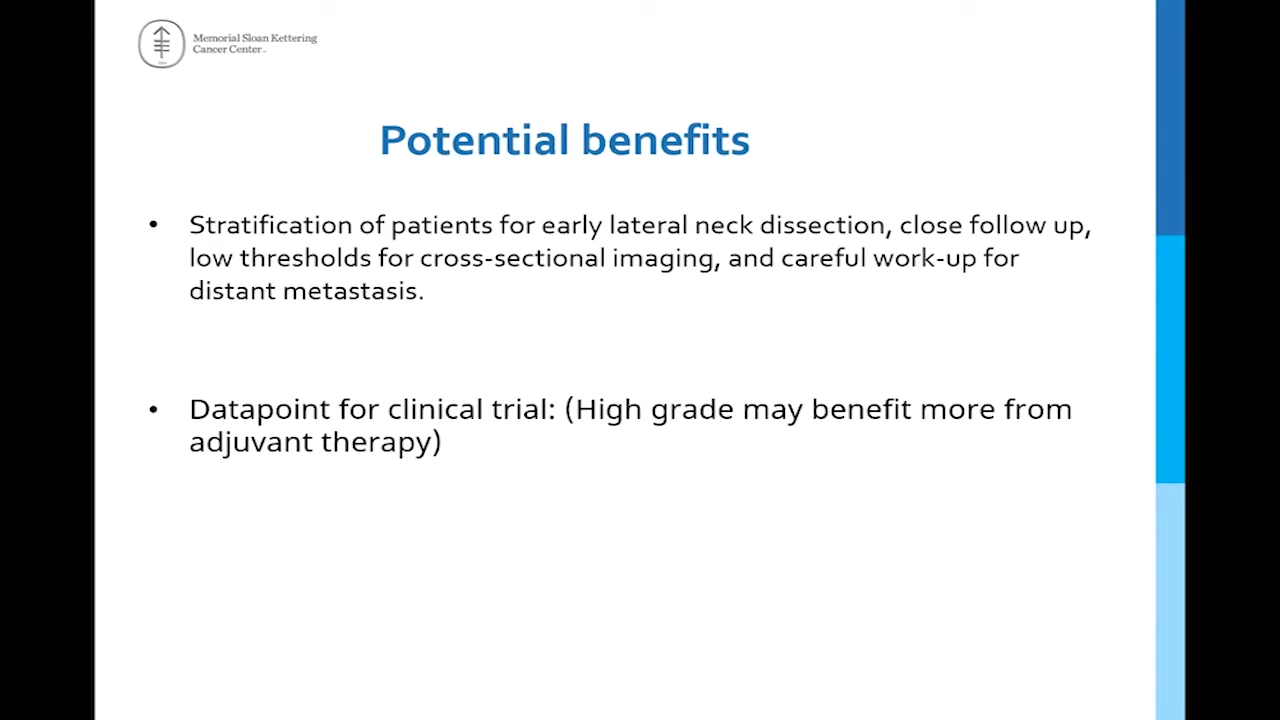 Memorial Sloan Kettering
Cancer Center
Potential benefits
• Stratification of patients for early lateral neck dissection, close follow up,
low thresholds for cross-sectional imaging, and careful work-up for
distant metastasis.
• Datapoint for clinical trial: (High grade may benefit more from
adjuvant therapy)